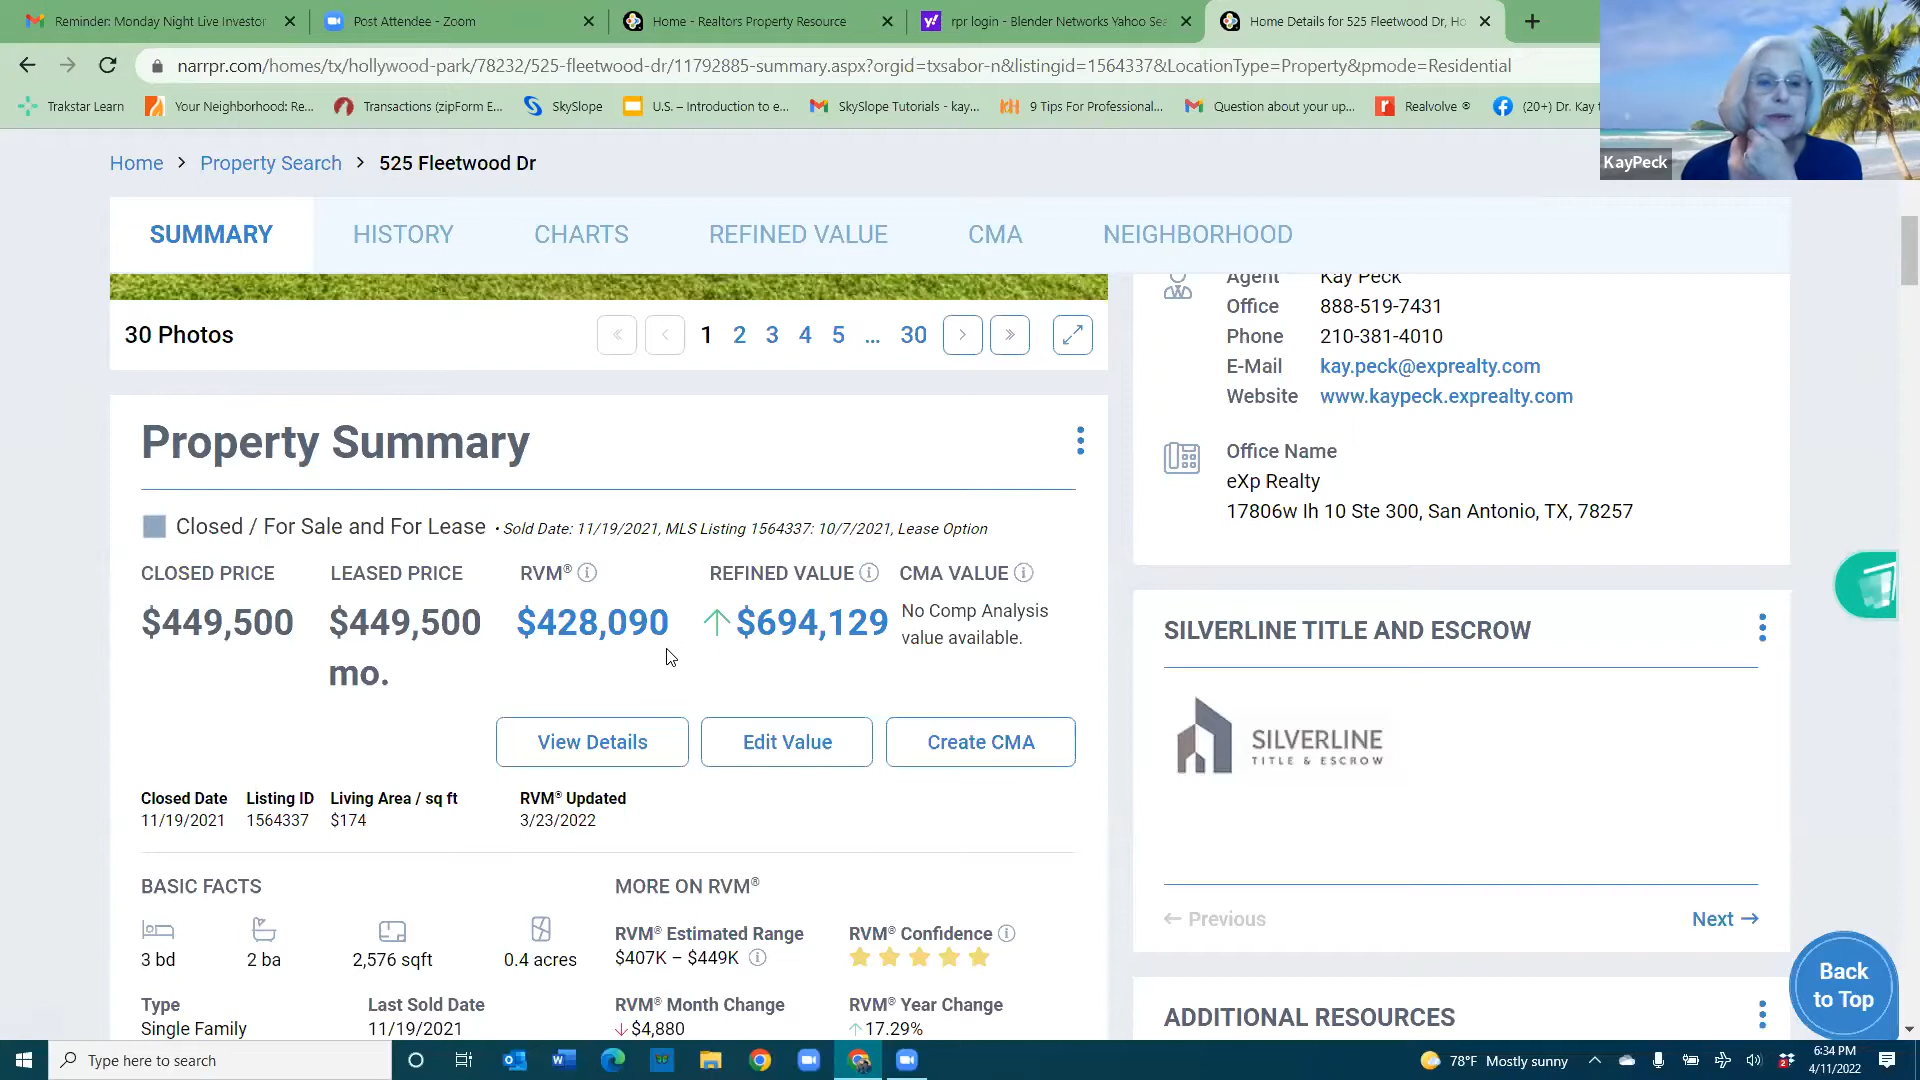 Reminder: Monday Night Live Investor
Post Attendee - Zoom
Home - Realtors Property Resource
rpr login - Blender Networks Yahoo Sea
Home Details for 525 Fleetwood Dr, Ho
narrpr.com/homes/tx/hollywood-park/78232/525-fleetwood-dr/11792885-summary.aspx?orgid=txsabor-n&listingid=1564337&LocationType=Property&pmode=Residential
Trakstar Learn
Your Neighborhood: Re...
Transactions (zipForm E...
SkySlope
U.S. – Introduction to e...
SkySlope Tutorials - kay...
9 Tips For Professional...
Question about your up...
Realvolve ®
(20+) Dr. Kay
KayPeck
Home > Property Search > 525 Fleetwood Dr
SUMMARY HISTORY CHARTS REFINED VALUE CMA NEIGHBORHOOD
30 Photos
« ‹ 1 2 3 4 5 ... 30 › »
Agent Kay Peck
Office 888-519-7431
Phone 210-381-4010
E-Mail kay.peck@exprealty.com
Website www.kaypeck.exprealty.com
Office Name
eXp Realty
17806w Ih 10 Ste 300, San Antonio, TX, 78257
Property Summary
Closed / For Sale and For Lease • Sold Date: 11/19/2021, MLS Listing 1564337: 10/7/2021, Lease Option
CLOSED PRICE LEASED PRICE RVM® REFINED VALUE CMA VALUE
$449,500 $449,500 mo. $428,090 $694,129 No Comp Analysis
value available.
View Details Edit Value Create CMA
Closed Date Listing ID Living Area / sq ft RVM® Updated
11/19/2021 1564337 $174 3/23/2022
BASIC FACTS
3 bd 2 ba 2,576 sqft 0.4 acres
Type Last Sold Date
Single Family 11/19/2021
MORE ON RVM®
RVM® Estimated Range RVM® Confidence
$407K – $449K
RVM® Month Change RVM® Year Change
↓$4,880 ↑17.29%
SILVERLINE TITLE AND ESCROW
SILVERLINE
TITLE & ESCROW
← Previous Next →
ADDITIONAL RESOURCES
Back
to Top
Type here to search
78°F Mostly sunny
6:34 PM
4/11/2022